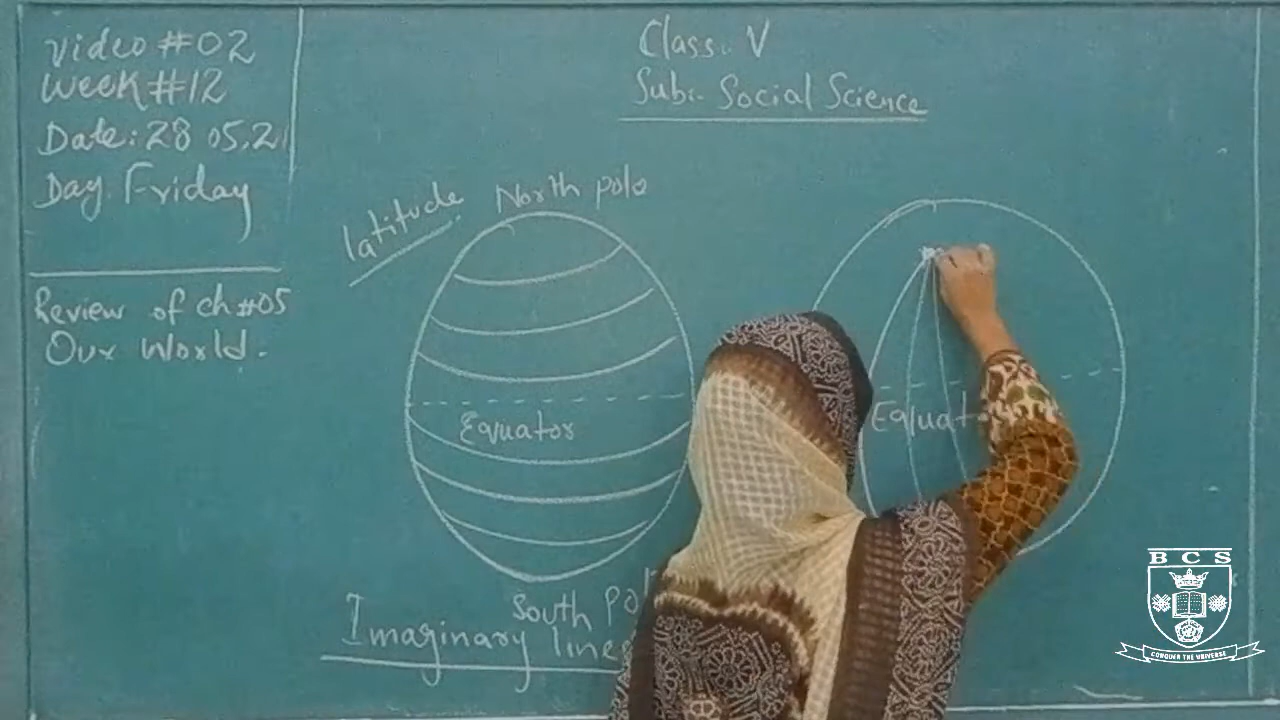 Video #02
Week #12
Date: 28 05.21
Day. Friday
Review of ch #05
Our World.
Class:- V
Sub:- Social Science
latitude
North pole
Equator
South Po
Imaginary lines
Equat
BCS
CONQUER THE UNIVERSE